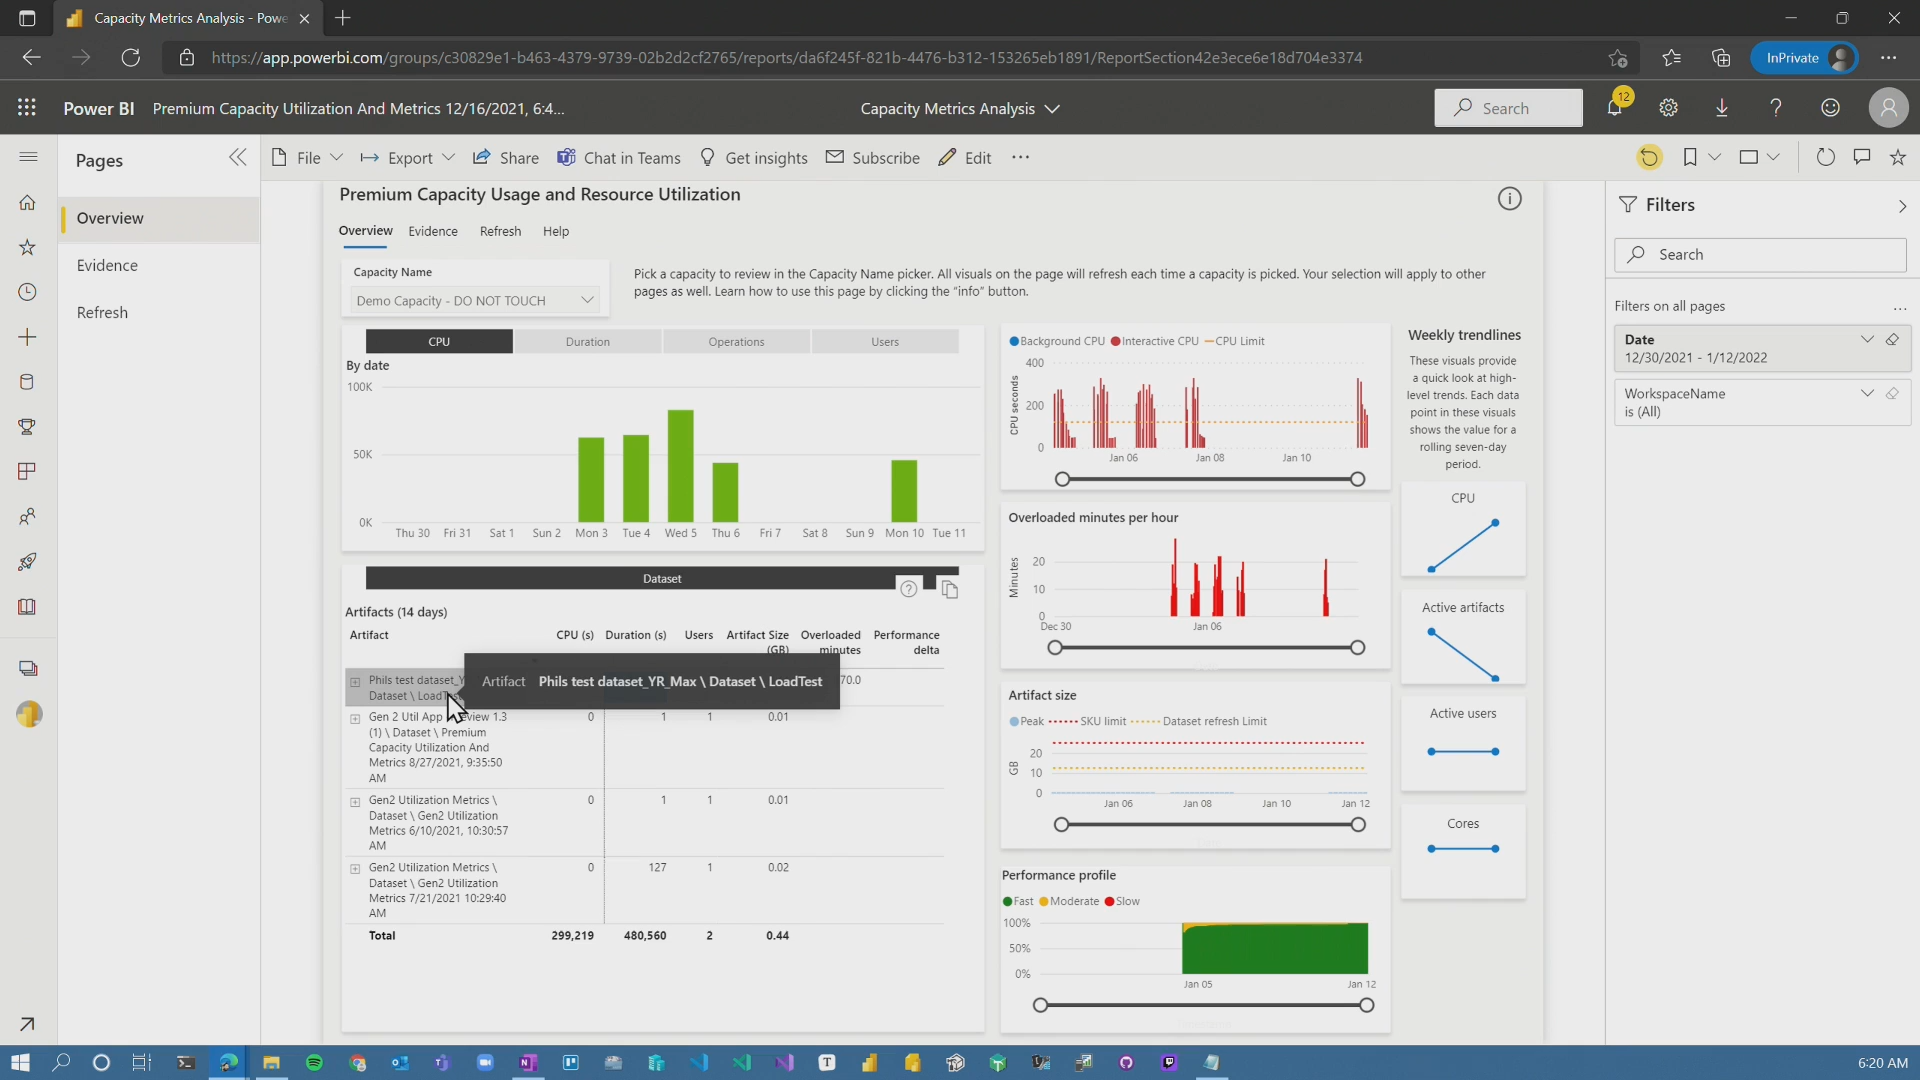 Capacity Metrics Analysis - Powe
https://app.powerbi.com/groups/c30829e1-b463-4379-9739-02b2d2cf2765/reports/da6f245f-821b-4476-b312-153265eb1891/ReportSection42e3ece6e18d704e3374
InPrivate
Power BI Premium Capacity Utilization And Metrics 12/16/2021, 6:4...
Capacity Metrics Analysis
Search
12
Pages
File
Export
Share
Chat in Teams
Get insights
Subscribe
Edit
Overview
Evidence
Refresh
Premium Capacity Usage and Resource Utilization
Overview Evidence Refresh Help
Capacity Name
Demo Capacity - DO NOT TOUCH
Pick a capacity to review in the Capacity Name picker. All visuals on the page will refresh each time a capacity is picked. Your selection will apply to other
pages as well. Learn how to use this page by clicking the "info" button.
CPU Duration Operations Users
By date
100K
50K
0K
Thu 30 Fri 31 Sat 1 Sun 2 Mon 3 Tue 4 Wed 5 Thu 6 Fri 7 Sat 8 Sun 9 Mon 10 Tue 11
Dataset
Artifacts (14 days)
Artifact CPU (s) Duration (s) Users Artifact Size (GB) Overloaded minutes Performance delta
Phils test dataset_Y
Dataset \ LoadT
70.0
Artifact Phils test dataset_YR_Max \ Dataset \ LoadTest
Gen 2 Util App view 1.3 0 1 1 0.01
(1) \ Dataset \ Premium
Capacity Utilization And
Metrics 8/27/2021, 9:35:50
AM
Gen2 Utilization Metrics \ 0 1 1 0.01
Dataset \ Gen2 Utilization
Metrics 6/10/2021, 10:30:57
AM
Gen2 Utilization Metrics \ 0 127 1 0.02
Dataset \ Gen2 Utilization
Metrics 7/21/2021 10:29:40
AM
Total 299,219 480,560 2 0.44
Background CPU Interactive CPU CPU Limit
CPU seconds
400
200
0
Jan 06 Jan 08 Jan 10
Overloaded minutes per hour
Minutes
20
10
0
Dec 30 Jan 06
Artifact size
Peak SKU limit Dataset refresh Limit
GB
20
10
0
Jan 06 Jan 08 Jan 10 Jan 12
Performance profile
Fast Moderate Slow
100%
50%
0%
Jan 05 Jan 12
Weekly trendlines
These visuals provide
a quick look at high-
level trends. Each data
point in these visuals
shows the value for a
rolling seven-day
period.
CPU
Active artifacts
Active users
Cores
Filters
Search
Filters on all pages
Date
12/30/2021 - 1/12/2022
WorkspaceName
is (All)
6:20 AM